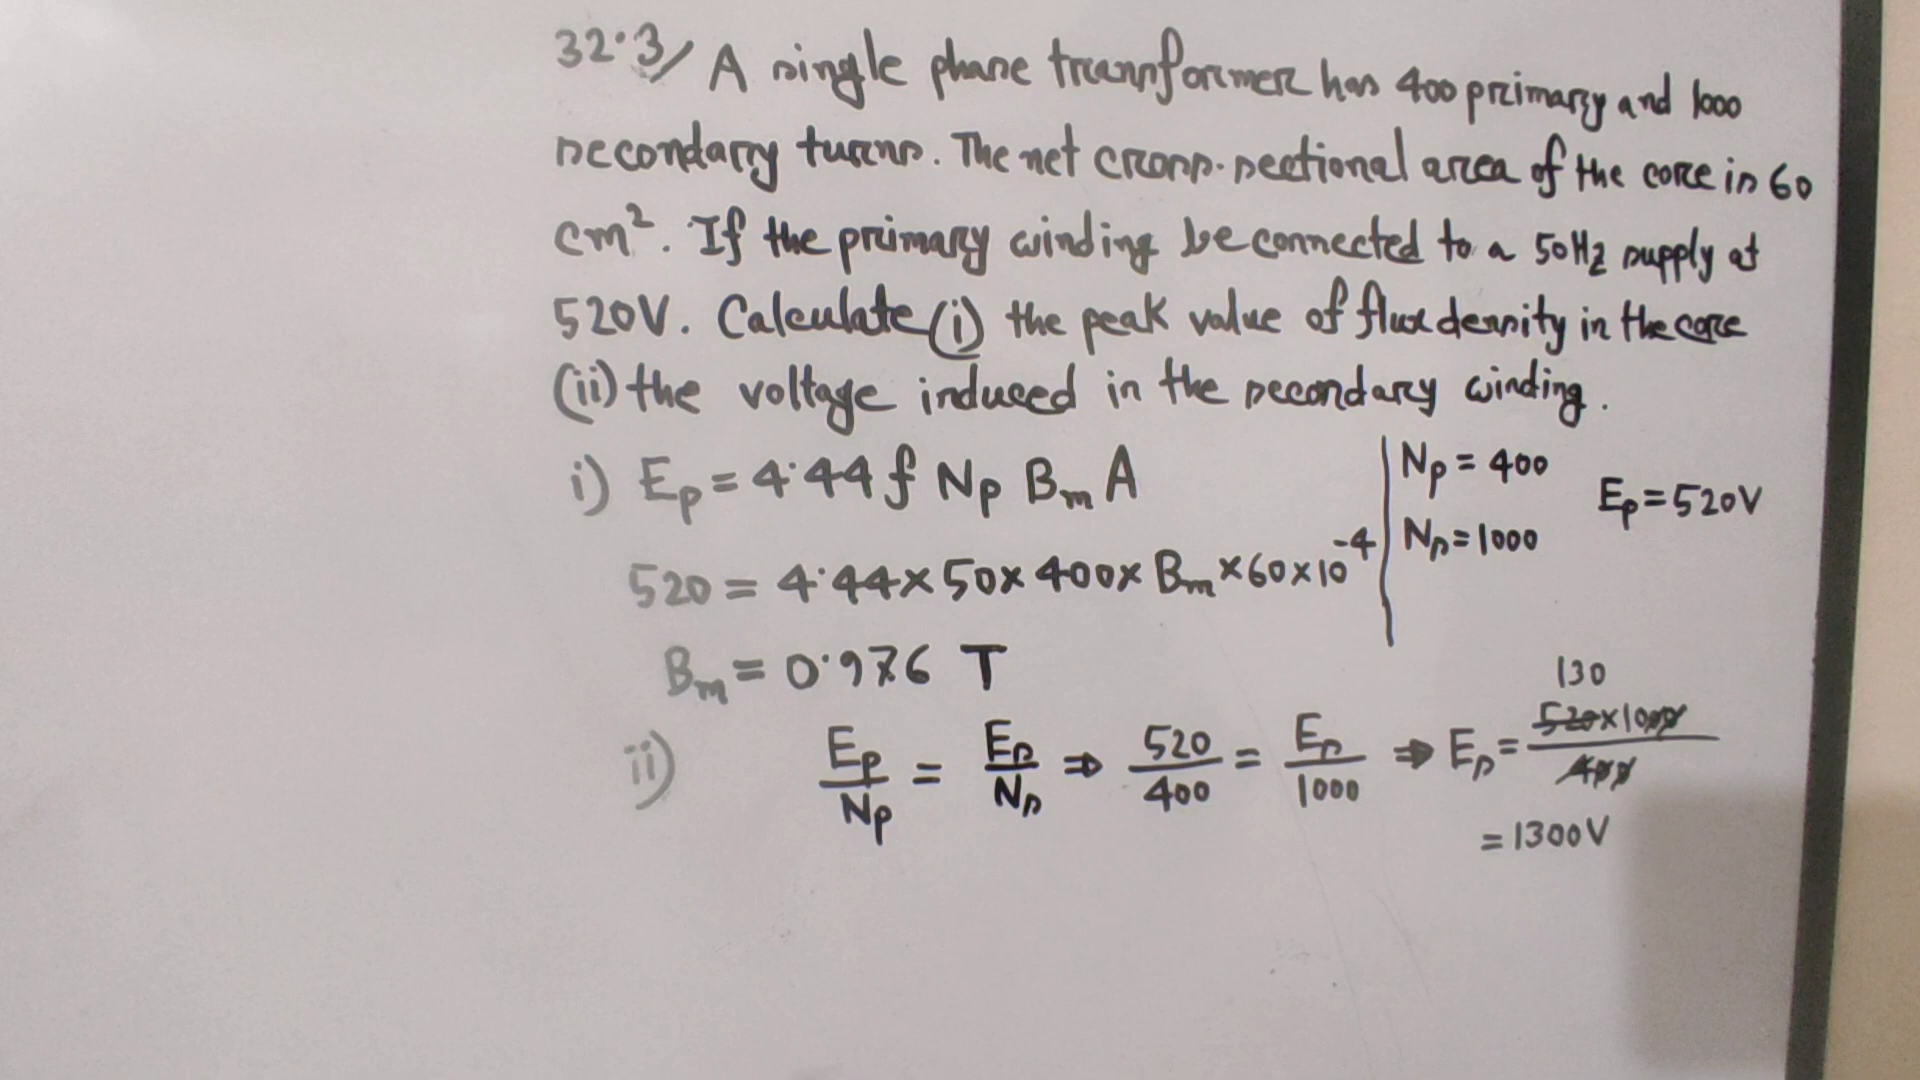 32.3/ A single phase transformer has 400 primary and 1000
secondary turns. The net cross-sectional area of the core is 60
cm². If the primary winding be connected to a 50Hz supply at
520V. Calculate (i) the peak value of flux density in the core
(ii) the voltage induced in the secondary winding.
i) Ep = 4.44 f Np Bm A
Np = 400
Ep = 520V
Ns = 1000
520 = 4.44 × 50 × 400 × Bm × 60 × 10⁻⁴
Bm = 0.976 T
130
ii) Ep/Np = Es/Ns ⇒ 520/400 = Es/1000 ⇒ Es = 520×1000/400
= 1300V